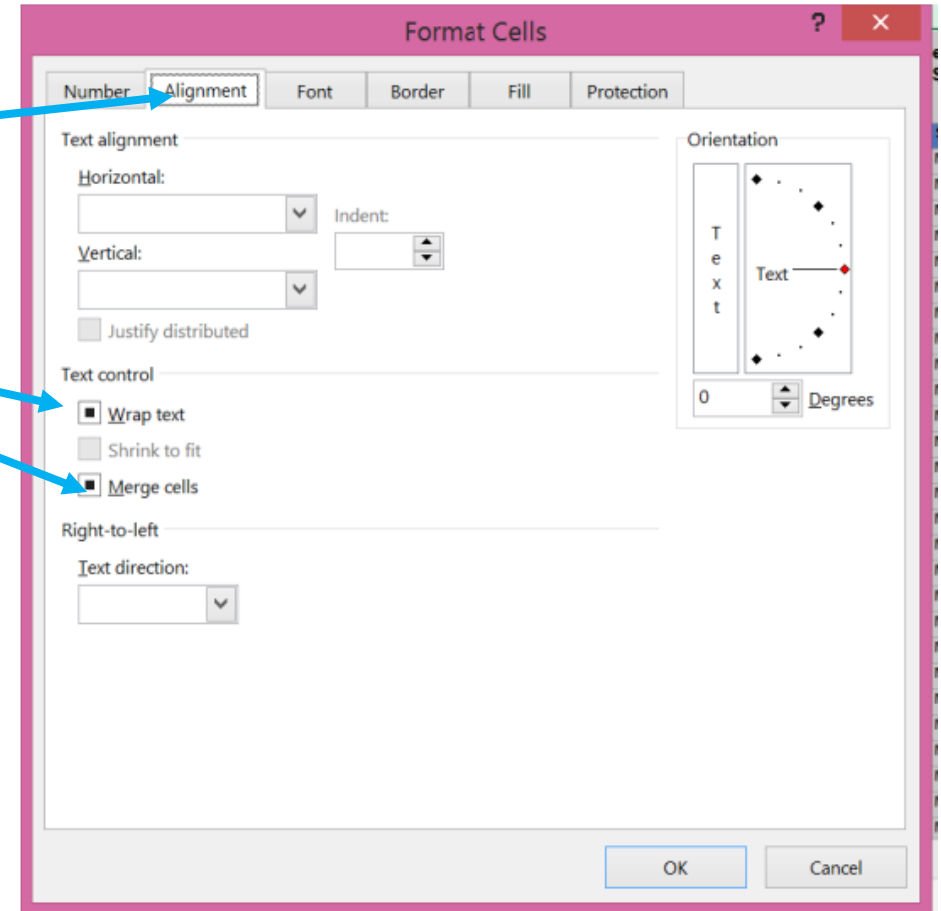 Format Cells ?
Number Alignment Font Border Fill Protection
Text alignment
Horizontal:
Indent:
Vertical:
Justify distributed
Text control
Wrap text
Shrink to fit
Merge cells
Right-to-left
Text direction:
Orientation
Text
Text
0 Degrees
OK Cancel